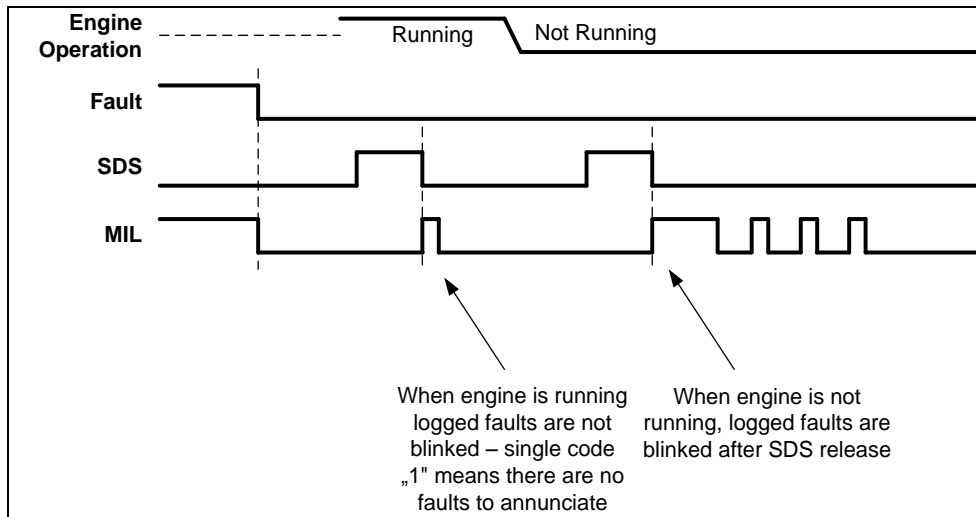 Engine
Operation
Running
Not Running
Fault
SDS
MIL
When engine is running
logged faults are not
blinked – single code
„1" means there are no
faults to annunciate
When engine is not
running, logged faults are
blinked after SDS release